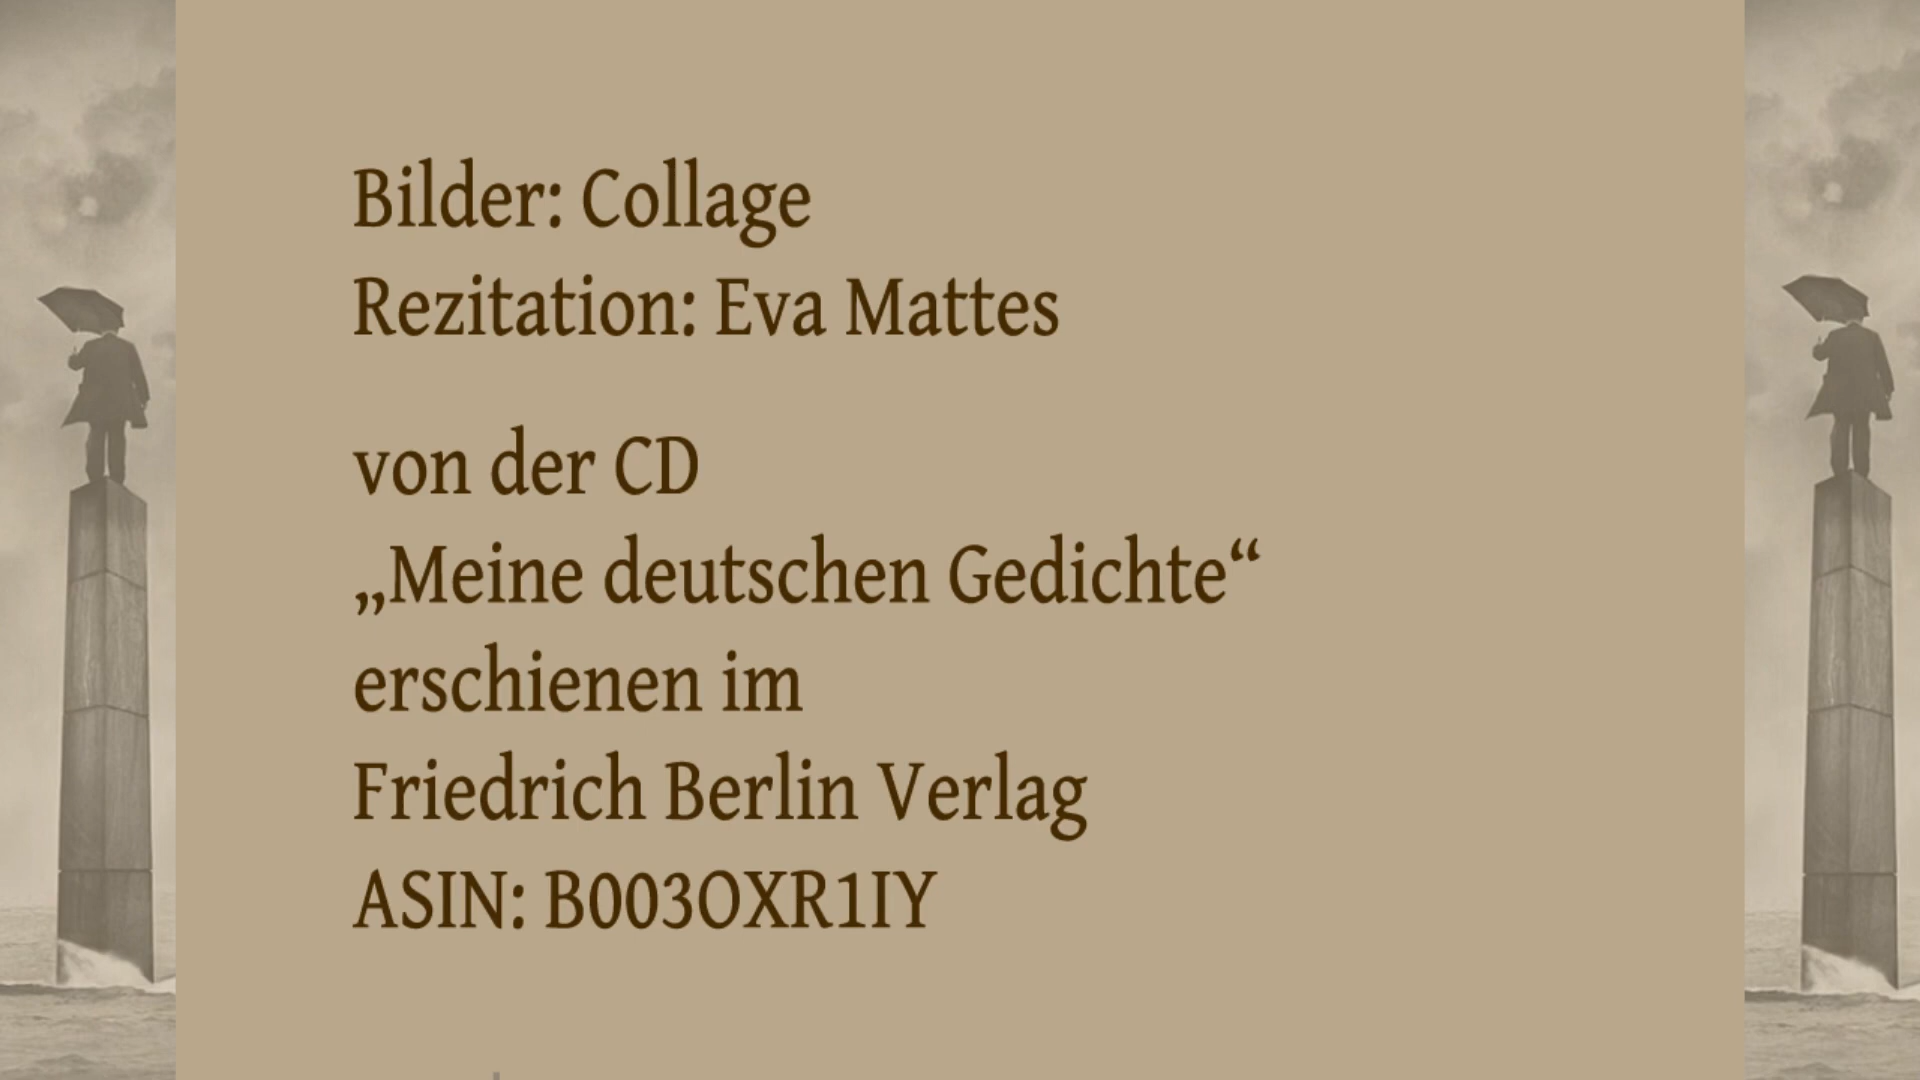 Bilder: Collage
Rezitation: Eva Mattes
von der CD
„Meine deutschen Gedichte“
erschienen im
Friedrich Berlin Verlag
ASIN: B003OXR1IY